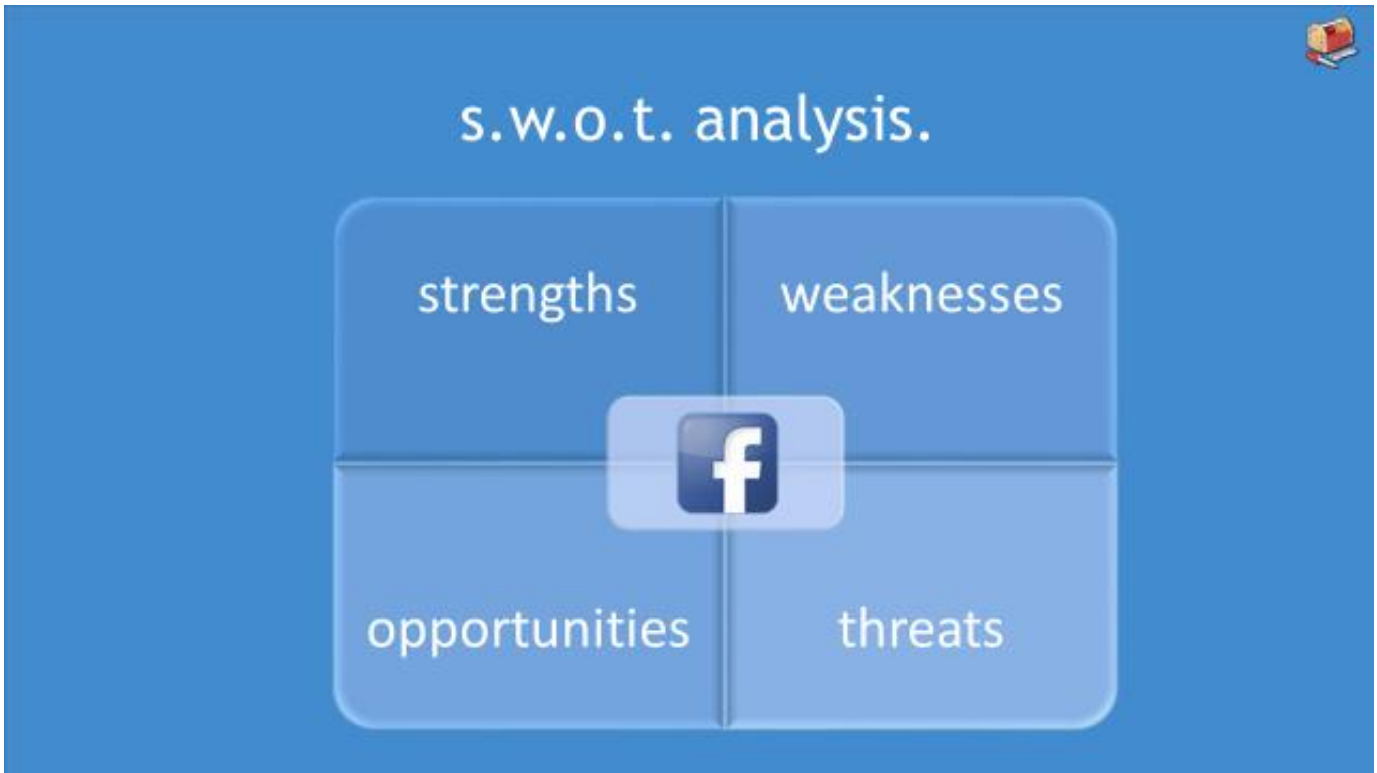 s.w.o.t. analysis.
strengths
weaknesses
f
opportunities
threats